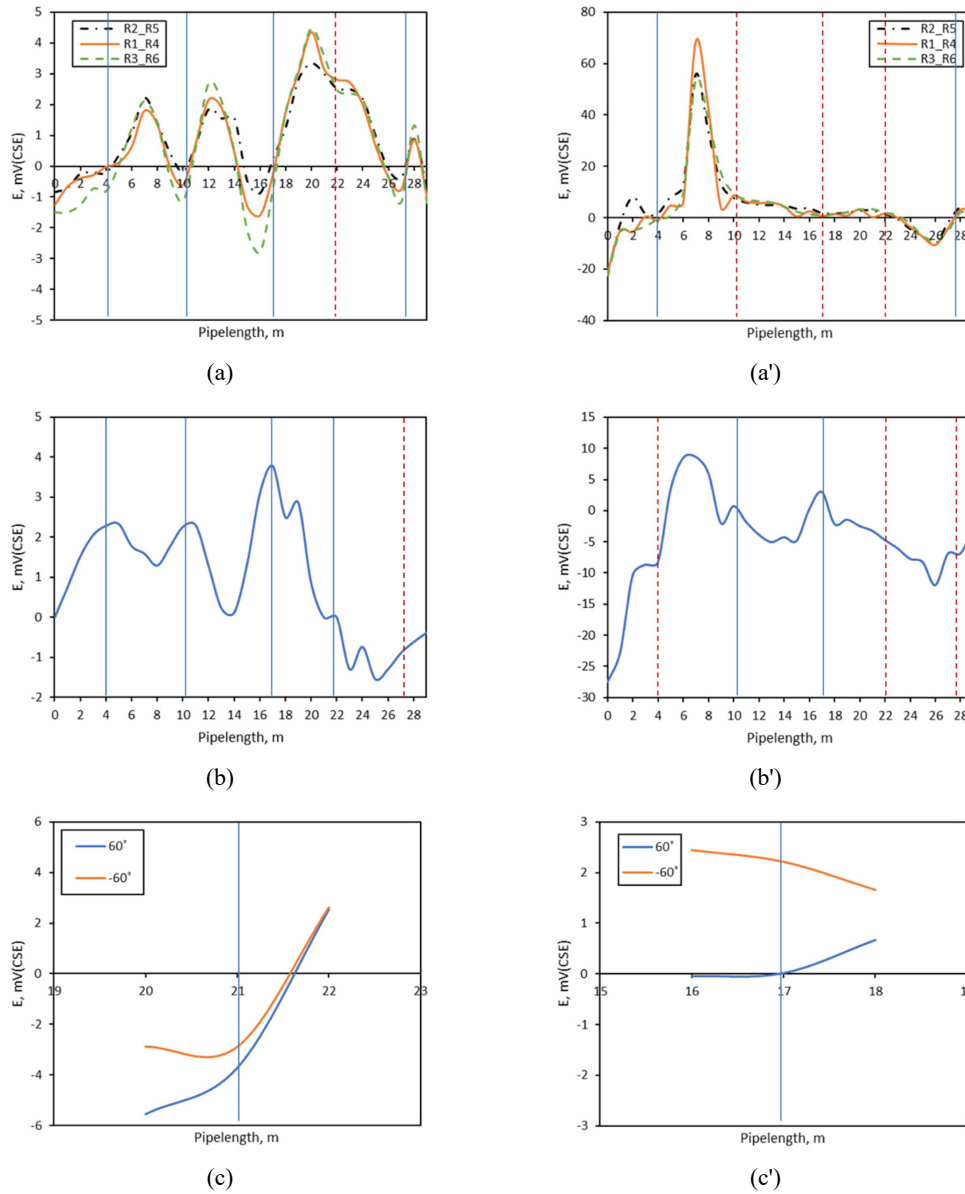 5
4
3
2
1
0
-1
-2
-3
-4
-5
R2_R5
R1_R4
R3_R6
0 2 4 6 8 10 12 14 16 18 20 22 24 26 28
E, mV(CSE)
Pipelength, m
(a)
80
60
40
20
0
-20
-40
R2_R5
R1_R4
R3_R6
0 2 4 6 8 10 12 14 16 18 20 22 24 26 28
E, mV(CSE)
Pipelength, m
(a')
5
4
3
2
1
0
-1
-2
0 2 4 6 8 10 12 14 16 18 20 22 24 26 28
E, mV(CSE)
Pipelength, m
(b)
15
10
5
0
-5
-10
-15
-20
-25
-30
0 2 4 6 8 10 12 14 16 18 20 22 24 26 28
E, mV(CSE)
Pipelength, m
(b')
6
4
2
0
-2
-4
-6
60˚
-60˚
19 20 21 22 23
E, mV(CSE)
Pipelength, m
(c)
3
2
1
0
-1
-2
-3
60˚
-60˚
15 16 17 18
E, mV(CSE)
Pipelength, m
(c')